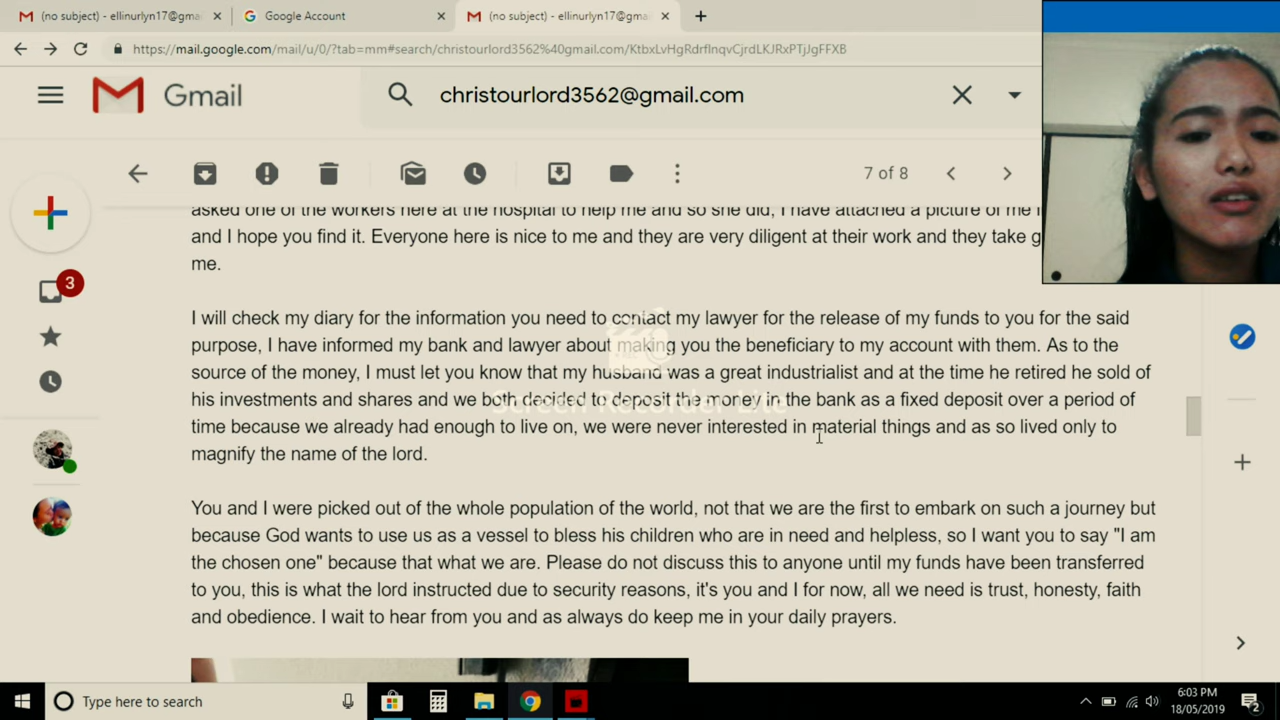 (no subject) - ellinurlyn17@gmai
Google Account
(no subject) - ellinurlyn17@gma
https://mail.google.com/mail/u/0/?tab=mm#search/christourlord3562%40gmail.com/KtbxLvHgRdrflnqvCjrdLKJRxPTjJgFFXB
Gmail
christourlord3562@gmail.com
7 of 8
asked one of the workers here at the hospital to help me and so she did, I have attached a picture of me
and I hope you find it. Everyone here is nice to me and they are very diligent at their work and they take g
me.
I will check my diary for the information you need to contact my lawyer for the release of my funds to you for the said
purpose, I have informed my bank and lawyer about making you the beneficiary to my account with them. As to the
source of the money, I must let you know that my husband was a great industrialist and at the time he retired he sold of
his investments and shares and we both decided to deposit the money in the bank as a fixed deposit over a period of
time because we already had enough to live on, we were never interested in material things and as so lived only to
magnify the name of the lord.
Screen Recorder Lite
You and I were picked out of the whole population of the world, not that we are the first to embark on such a journey but
because God wants to use us as a vessel to bless his children who are in need and helpless, so I want you to say "I am
the chosen one" because that what we are. Please do not discuss this to anyone until my funds have been transferred
to you, this is what the lord instructed due to security reasons, it's you and I for now, all we need is trust, honesty, faith
and obedience. I wait to hear from you and as always do keep me in your daily prayers.
3
Type here to search
6:03 PM
18/05/2019
2